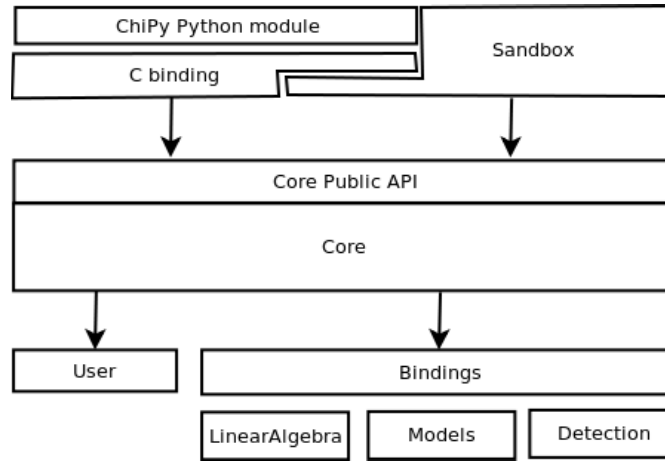 ChiPy Python module
Sandbox
C binding
Core Public API
Core
User
Bindings
LinearAlgebra
Models
Detection